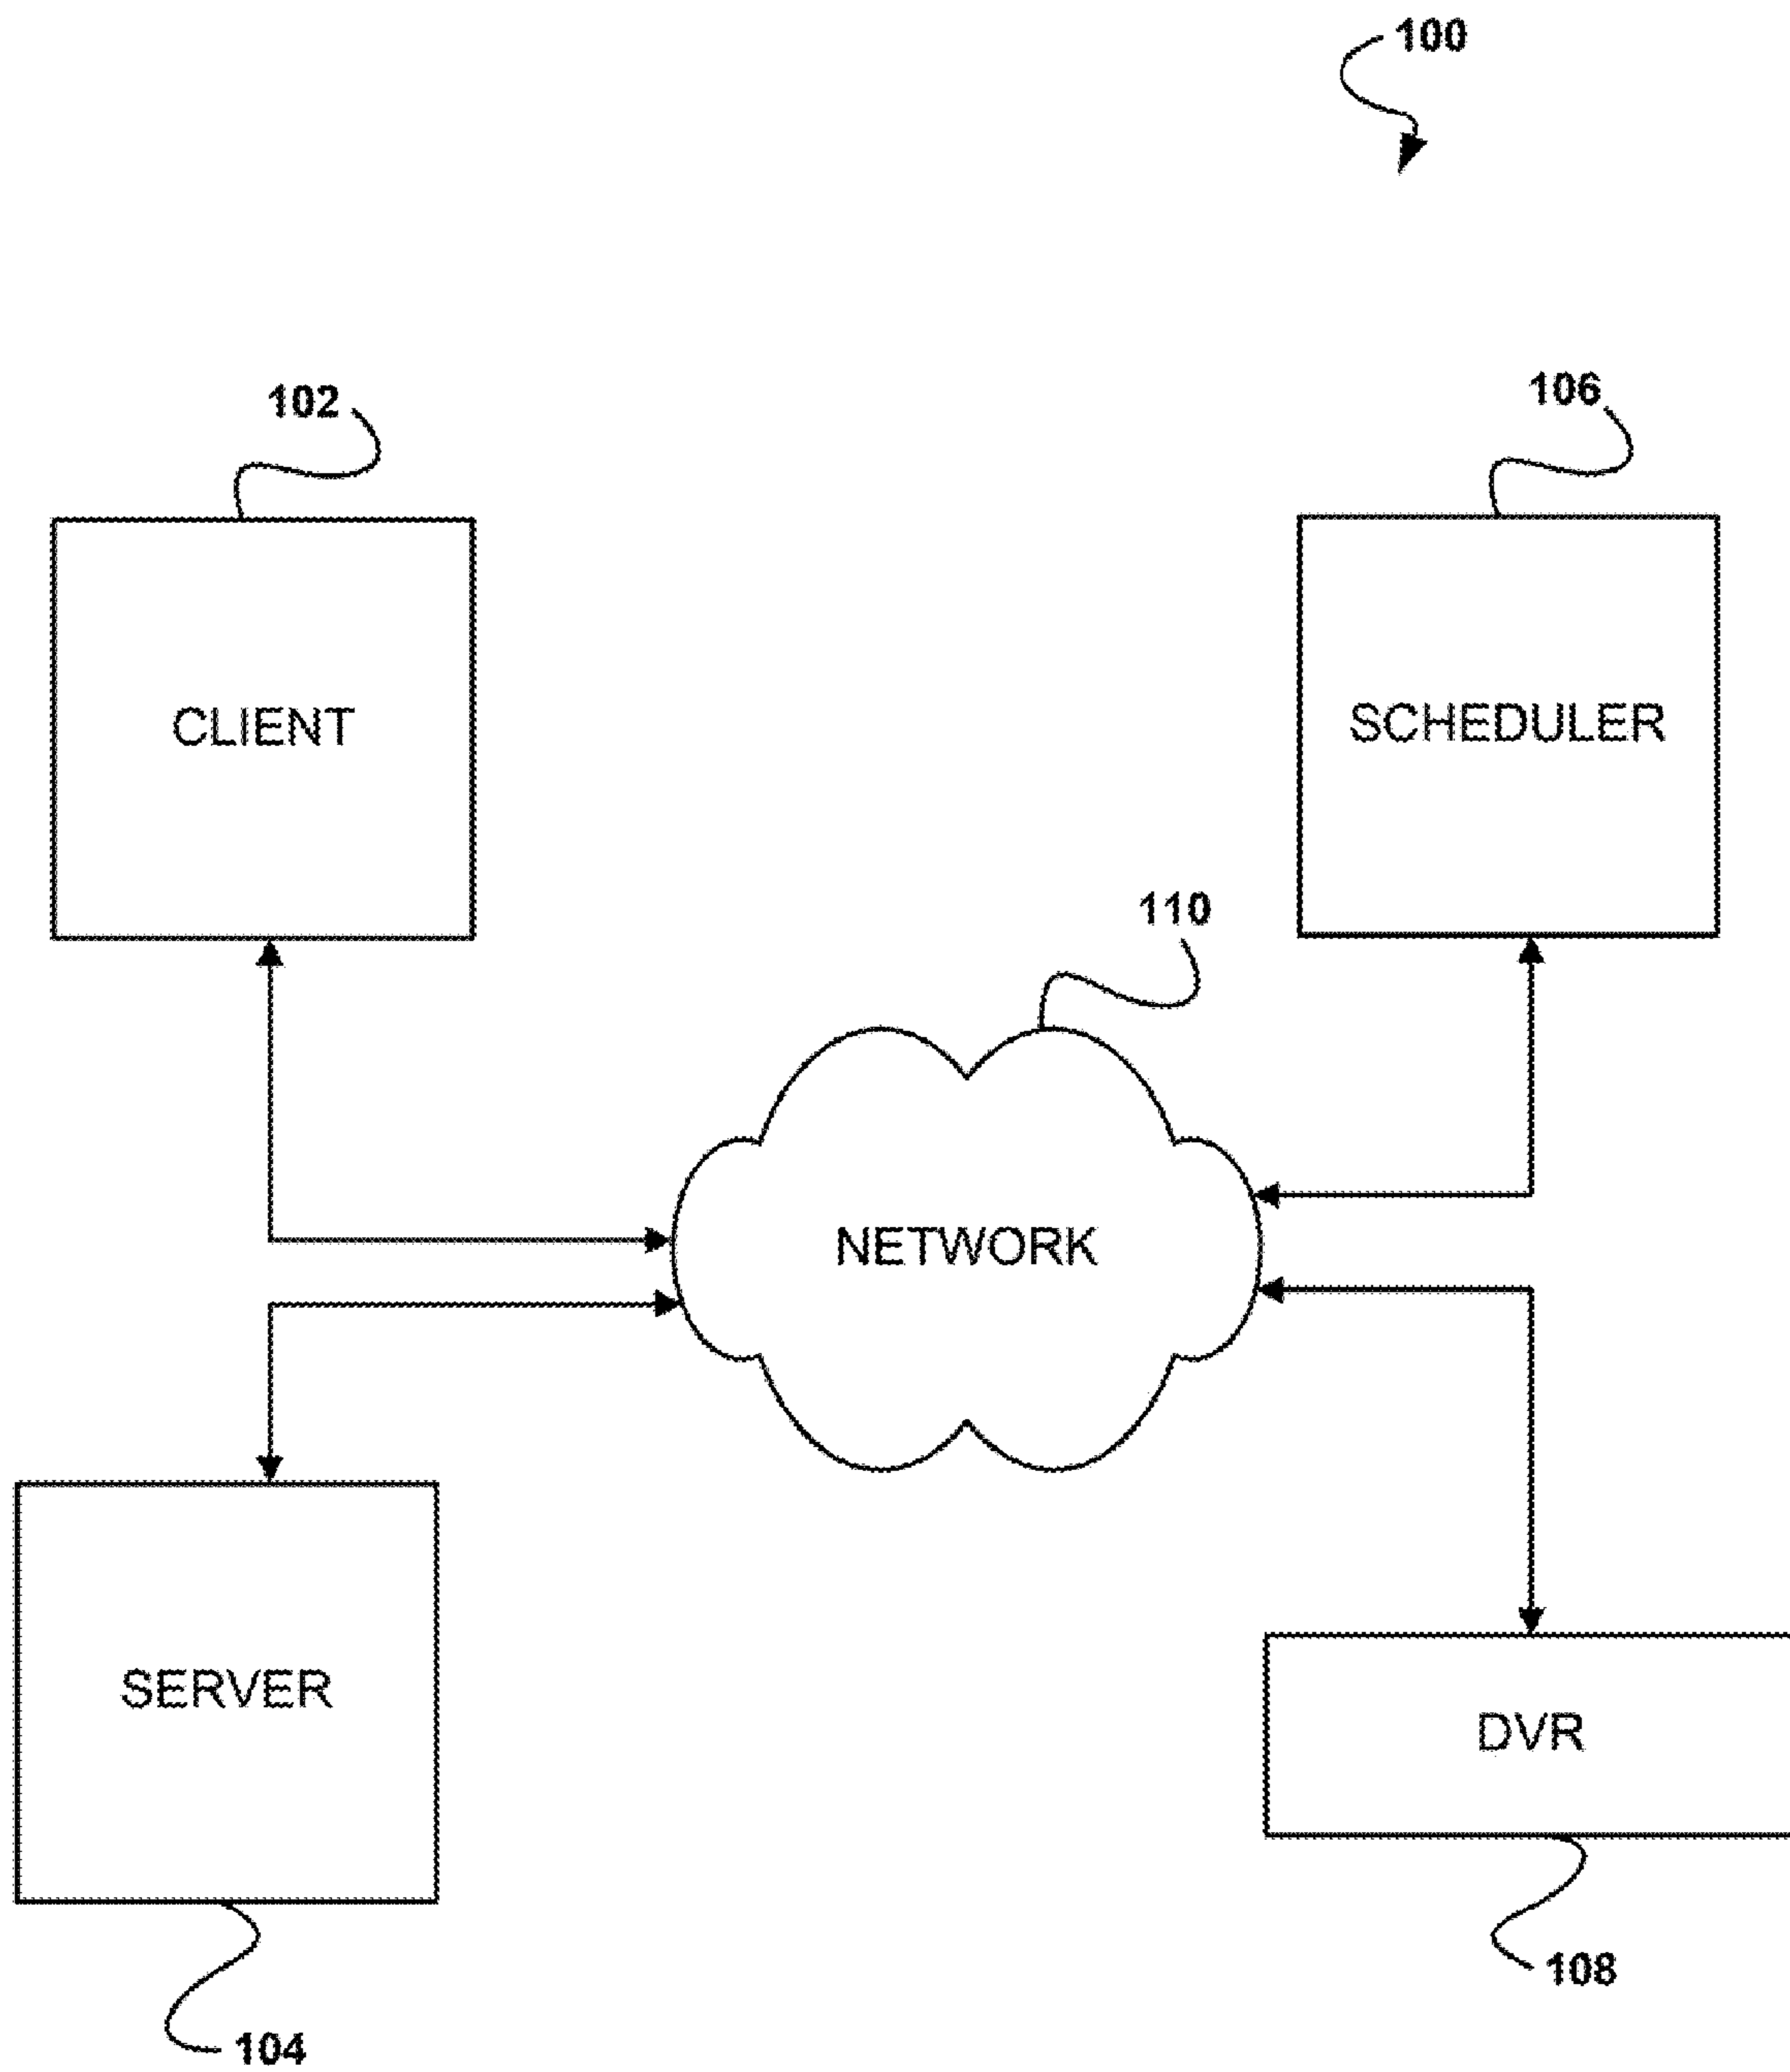 100
102
106
CLIENT
SCHEDULER
110
NETWORK
SERVER
DVR
108
104